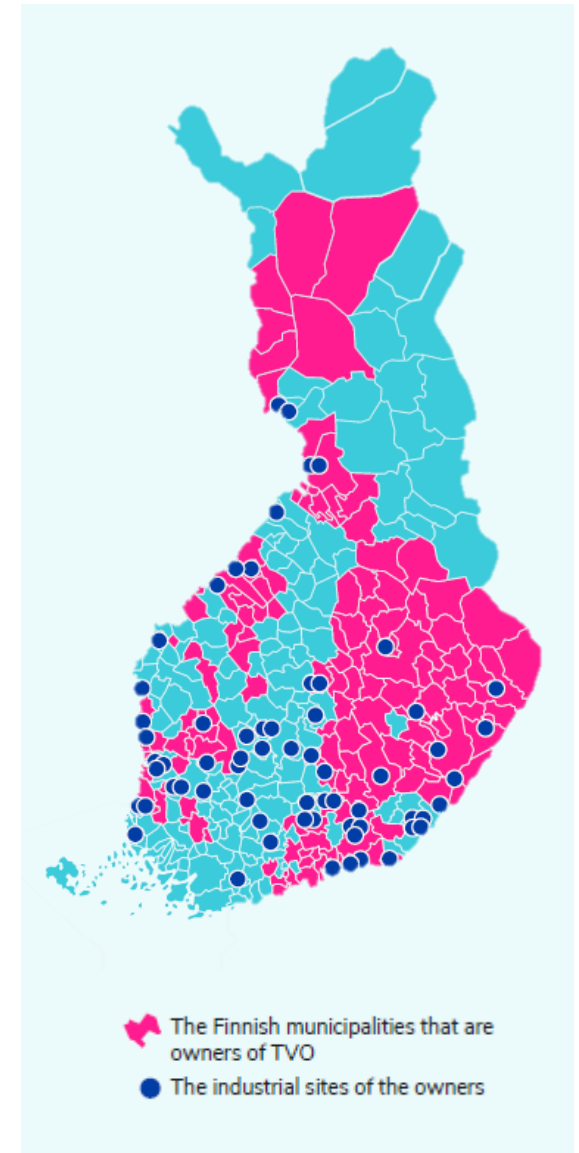 The Finnish municipalities that are
owners of TVO
The industrial sites of the owners